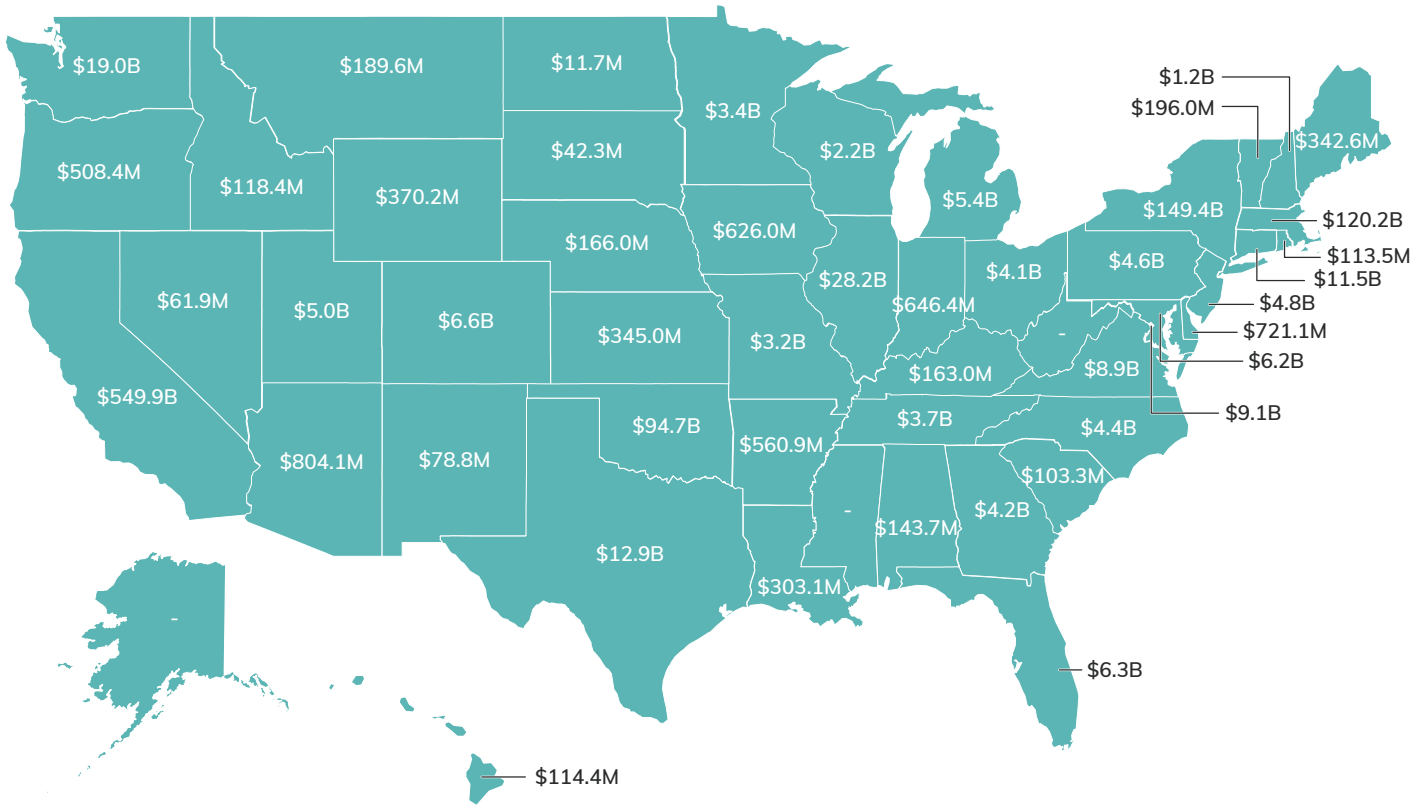 $19.0B
$189.6M
$11.7M
$3.4B
$1.2B
$196.0M
$342.6M
$508.4M
$118.4M
$370.2M
$42.3M
$2.2B
$5.4B
$149.4B
$120.2B
$113.5M
$11.5B
$166.0M
$626.0M
$28.2B
$646.4M
$4.1B
$4.6B
$4.8B
$721.1M
$6.2B
$9.1B
$61.9M
$5.0B
$6.6B
$345.0M
$3.2B
$163.0M
-
$8.9B
$549.9B
$804.1M
$78.8M
$94.7B
$560.9M
$3.7B
$4.4B
$103.3M
$12.9B
$303.1M
-
$143.7M
$4.2B
$6.3B
-
$114.4M